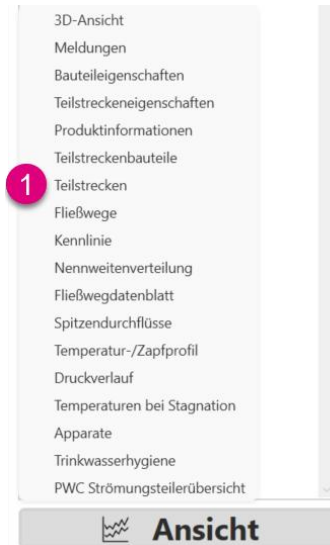 3D-Ansicht
Meldungen
Bauteileigenschaften
Teilstreckeneigenschaften
Produktinformationen
Teilstreckenbauteile
1 Teilstrecken
Fließwege
Kennlinie
Nennweitenverteilung
Fließwegdatenblatt
Spitzendurchflüsse
Temperatur-/Zapfprofil
Druckverlauf
Temperaturen bei Stagnation
Apparate
Trinkwasserhygiene
PWC Strömungsteilerübersicht
Ansicht